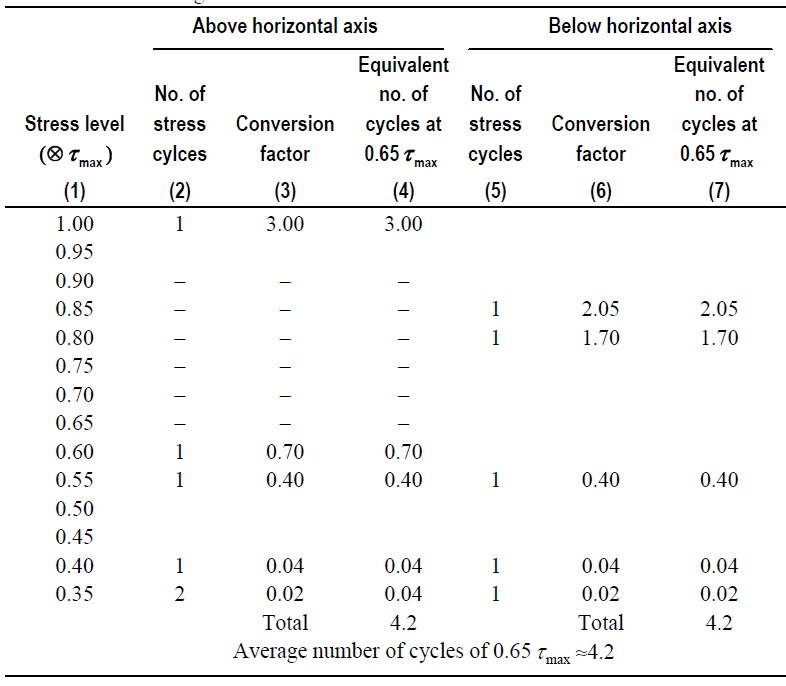 Above horizontal axis Below horizontal axis
Equivalent Equivalent
No. of no. of No. of no. of
Stress level stress Conversion cycles at stress Conversion cycles at
(⊗ τmax) cylces factor 0.65 τmax cycles factor 0.65 τmax
(1) (2) (3) (4) (5) (6) (7)
1.00 1 3.00 3.00
0.95
0.90 – – –
0.85 – – – 1 2.05 2.05
0.80 – – – 1 1.70 1.70
0.75 – – –
0.70 – – –
0.65 – – –
0.60 1 0.70 0.70
0.55 1 0.40 0.40 1 0.40 0.40
0.50
0.45
0.40 1 0.04 0.04 1 0.04 0.04
0.35 2 0.02 0.04 1 0.02 0.02
Total 4.2 Total 4.2
Average number of cycles of 0.65 τmax ≈4.2